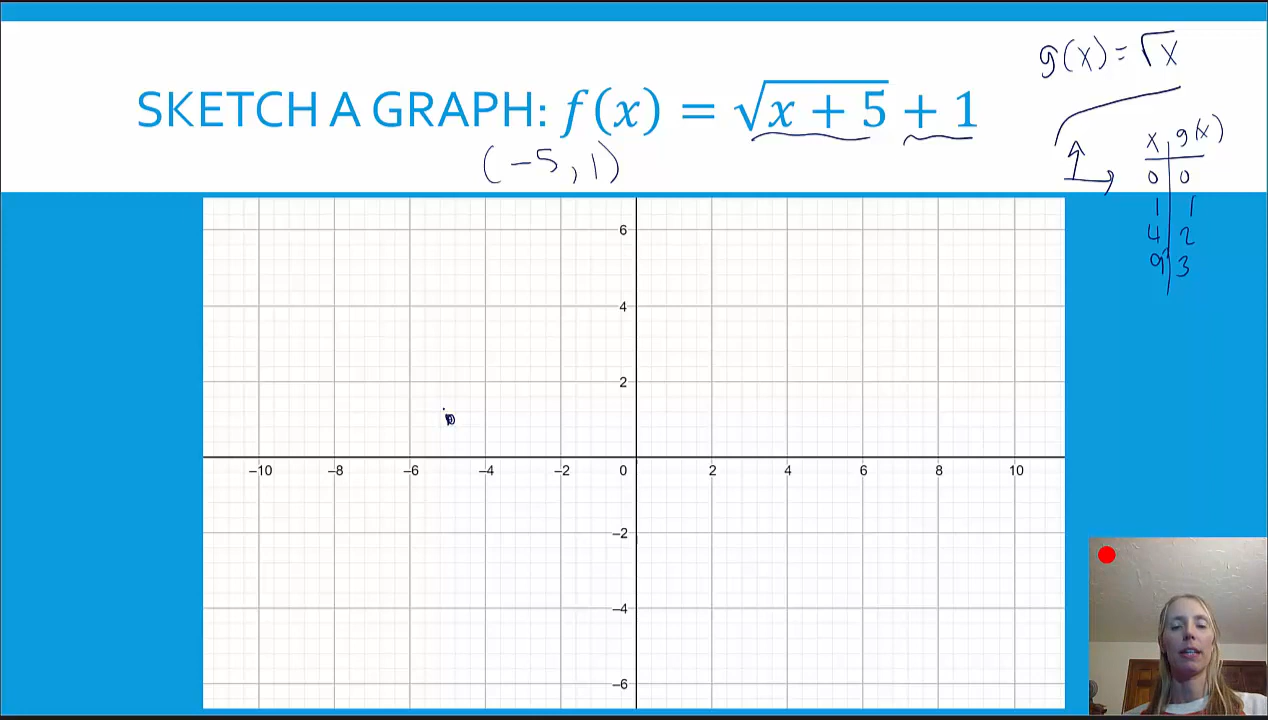 g(x) = √x
SKETCH A GRAPH: f(x) = √x + 5 + 1
(-5, 1)
x g(x)
0 0
1 1
4 2
9 3
6
4
2
−10 −8 −6 −4 −2 0 2 4 6 8 10
−2
−4
−6